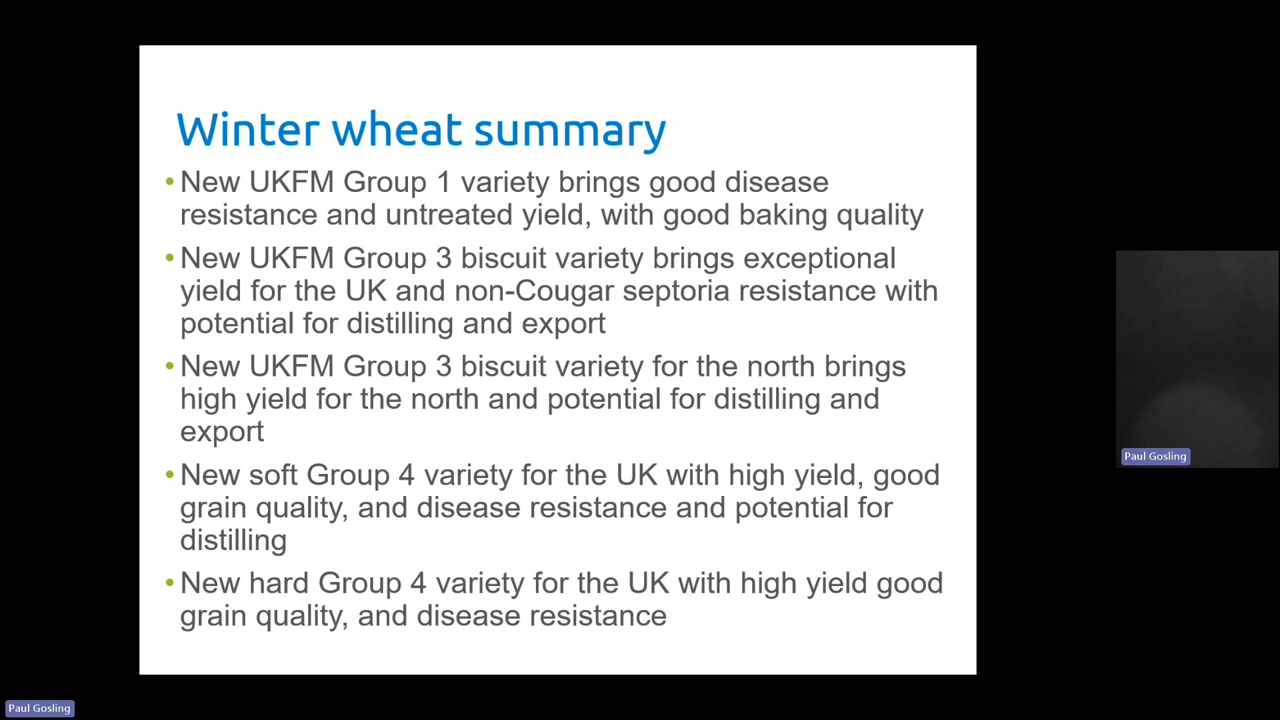 Winter wheat summary
• New UKFM Group 1 variety brings good disease
resistance and untreated yield, with good baking quality
• New UKFM Group 3 biscuit variety brings exceptional
yield for the UK and non-Cougar septoria resistance with
potential for distilling and export
• New UKFM Group 3 biscuit variety for the north brings
high yield for the north and potential for distilling and
export
• New soft Group 4 variety for the UK with high yield, good
grain quality, and disease resistance and potential for
distilling
• New hard Group 4 variety for the UK with high yield good
grain quality, and disease resistance
Paul Gosling
Paul Gosling